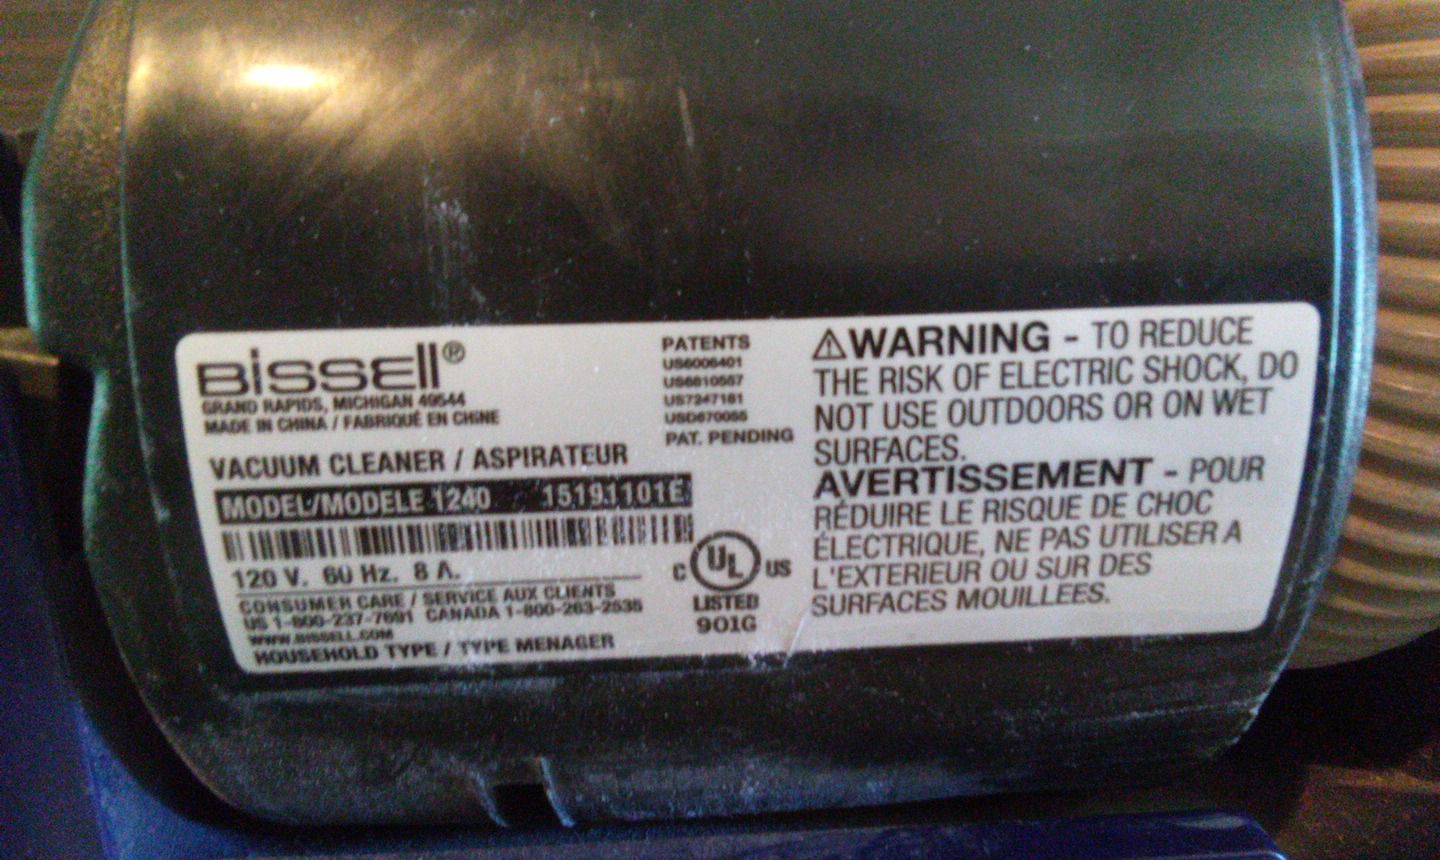 BISSELL®
GRAND RAPIDS, MICHIGAN 49544
MADE IN CHINA / FABRIQUÉ EN CHINE
VACUUM CLEANER / ASPIRATEUR
MODEL/MODELE 1240 15191101E
120 V. 60 Hz. 8 A.
CONSUMER CARE / SERVICE AUX CLIENTS
US 1-800-237-7691 CANADA 1-800-263-2535
WWW.BISSELL.COM
HOUSEHOLD TYPE / TYPE MENAGER
PATENTS
US6006401
US6810557
US7247181
USD570055
PAT. PENDING
C UL US
LISTED
901G
⚠WARNING - TO REDUCE
THE RISK OF ELECTRIC SHOCK, DO
NOT USE OUTDOORS OR ON WET
SURFACES.
AVERTISSEMENT - POUR
RÉDUIRE LE RISQUE DE CHOC
ÉLECTRIQUE, NE PAS UTILISER A
L'EXTERIEUR OU SUR DES
SURFACES MOUILLEES.